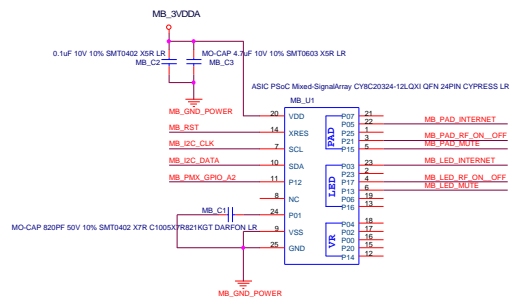 MB_3VDDA
0.1uF 10V 10% SMT0402 X5R LR
MO-CAP 4.7uF 10V 10% SMT0603 X5R LR
MB_C2
MB_C3
MB_GND_POWER
ASIC PSoC Mixed-SignalArray CY8C20324-12LQXI QFN 24PIN CYPRESS LR
MB_U1
20 VDD P07 21
P05 22 MB_PAD_INTERNET
MB_RST 14 XRES P25 1
P21 3 MB_PAD_RF_ON__OFF
MB_I2C_CLK 7 SCL P15 5 MB_PAD_MUTE
PAD
MB_I2C_DATA 10 SDA P03 23 MB_LED_INTERNET
P23 2
MB_PMX_GPIO_A2 11 P12 P17 4 MB_LED_RF_ON__OFF
P13 6 MB_LED_MUTE
8 NC P06 19
P16 13
LED
MB_C1 24 P01
MO-CAP 820PF 50V 10% SMT0402 X7R C1005X7R821KGT DARFON LR
P04 18
9 VSS P02 17
P00 16
25 GND P20 15
P14 12
VR
MB_GND_POWER